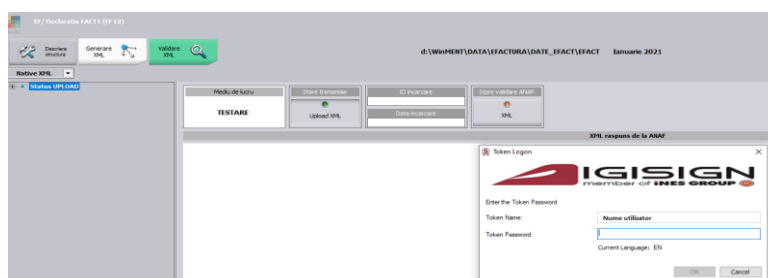 EF/ Declaratie FACT1 (FF E2)
Descriere structura
Generare XML
Validare XML
d:\WinMENT\DATA\EFACTURA\DATE_EFACT\EFACT Ianuarie 2021
Native XML
Status UPLOAD
Mediu de lucru
TESTARE
Stare transmisie
Upload XML
ID incarcare
Data incarcare
Stare validare ANAF
XML
XML raspuns de la ANAF
Token Logon
IGISIGN
member of iNES GROUP
Enter the Token Password
Token Name: Nume utilizator
Token Password:
Current Language: EN
OK Cancel